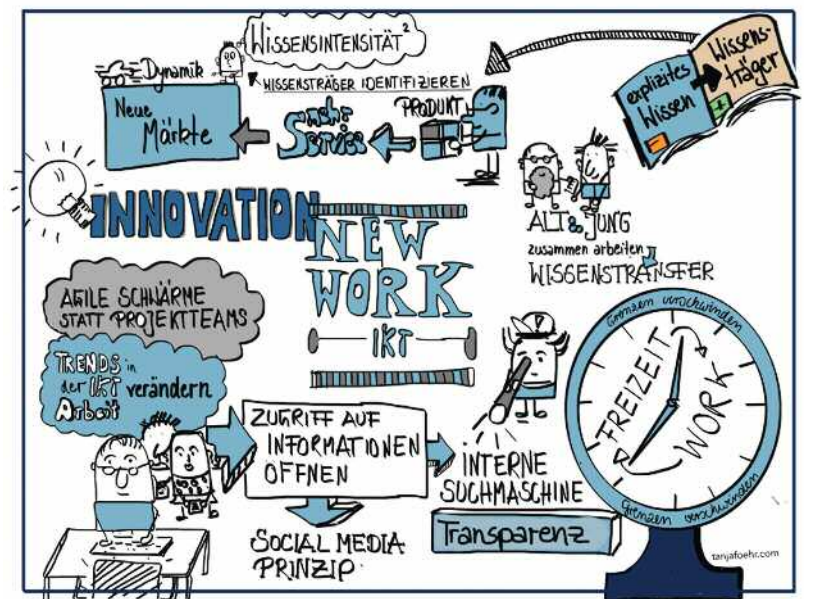 Dynamik
WISSENSINTENSITÄT²
WISSENSTRÄGER IDENTIFIZIEREN
Neue
Märkte
mehr
Service
PRODUKT
explizites
Wissen
Wissens-
träger
INNOVATION
NEW
WORK
IKT
ALT & JUNG
zusammen arbeiten
WISSENSTRANSFER
AGILE SCHWÄRME
STATT PROJEKTTEAMS
TRENDS in
der IKT verändern
Arbeit
ZUGRIFF AUF
INFORMATIONEN
ÖFFNEN
SOCIAL MEDIA
PRINZIP
INTERNE
SUCHMASCHINE
Transparenz
Grenzen verschwinden
FREIZEIT
WORK
Grenzen verschwinden
tanjafoehr.com